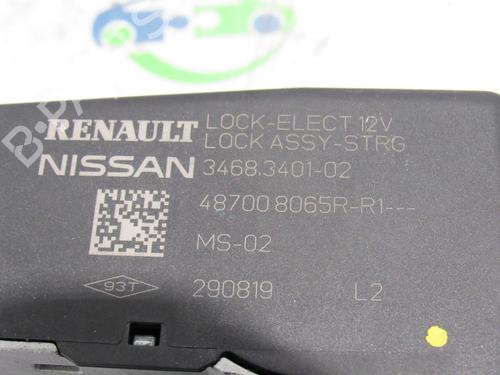 RENAULT LOCK-ELECT 12V
LOCK ASSY-STRG
NISSAN 3468.3401-02
48700 8065R-R1---
MS-02
93T 290819 L2